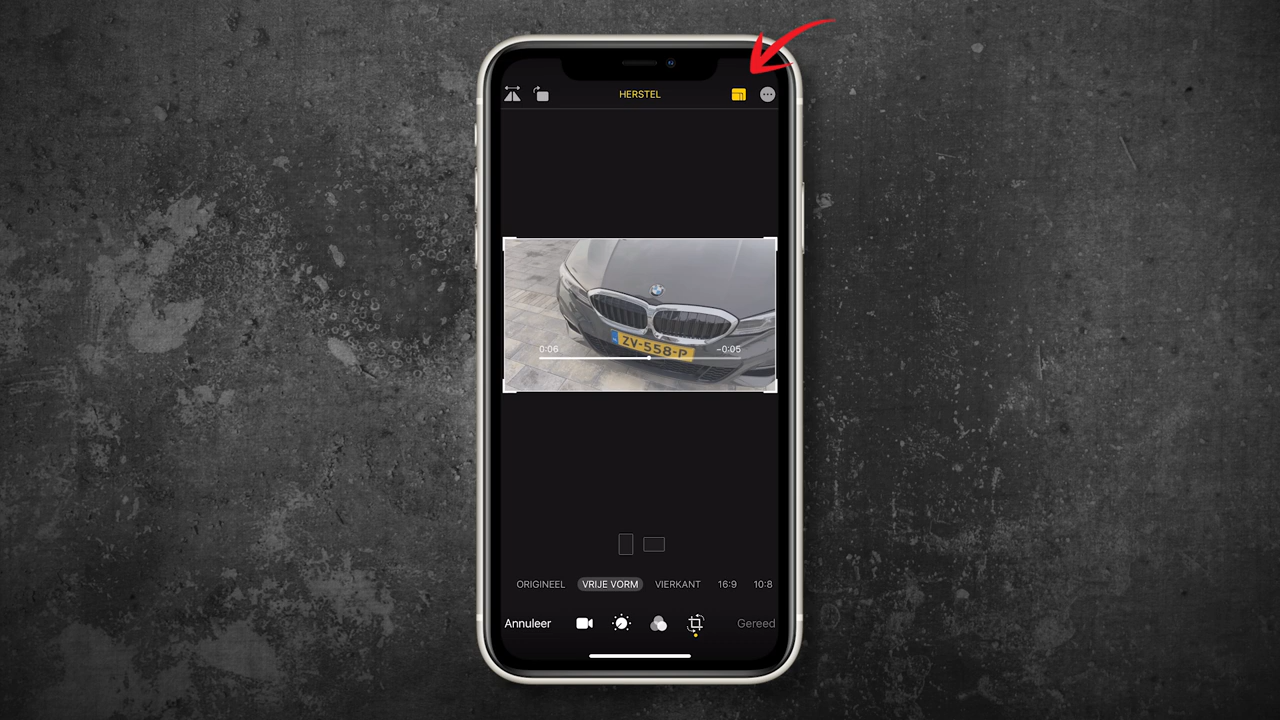 HERSTEL
ZV-558-P
0:06 −0:05
ORIGINEEL VRIJE VORM VIERKANT 16:9 10:8
Annuleer Gereed